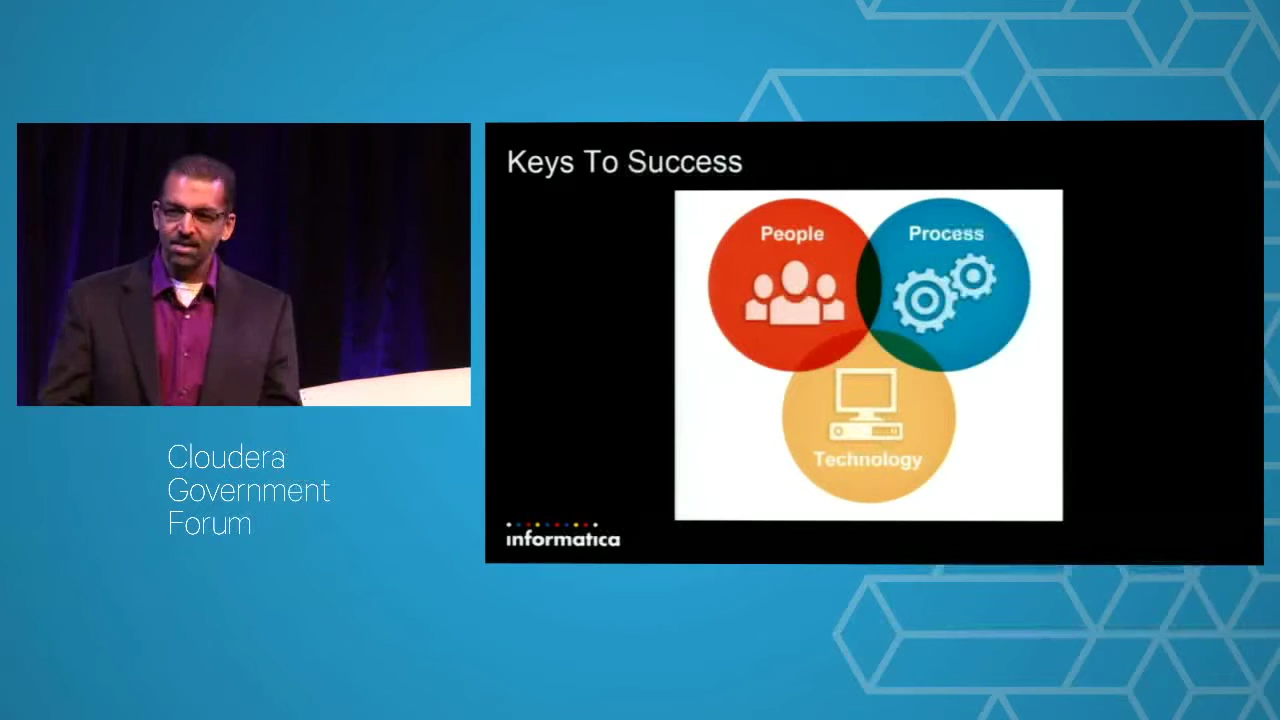 Keys To Success
People
Process
Technology
informatica
Cloudera
Government
Forum